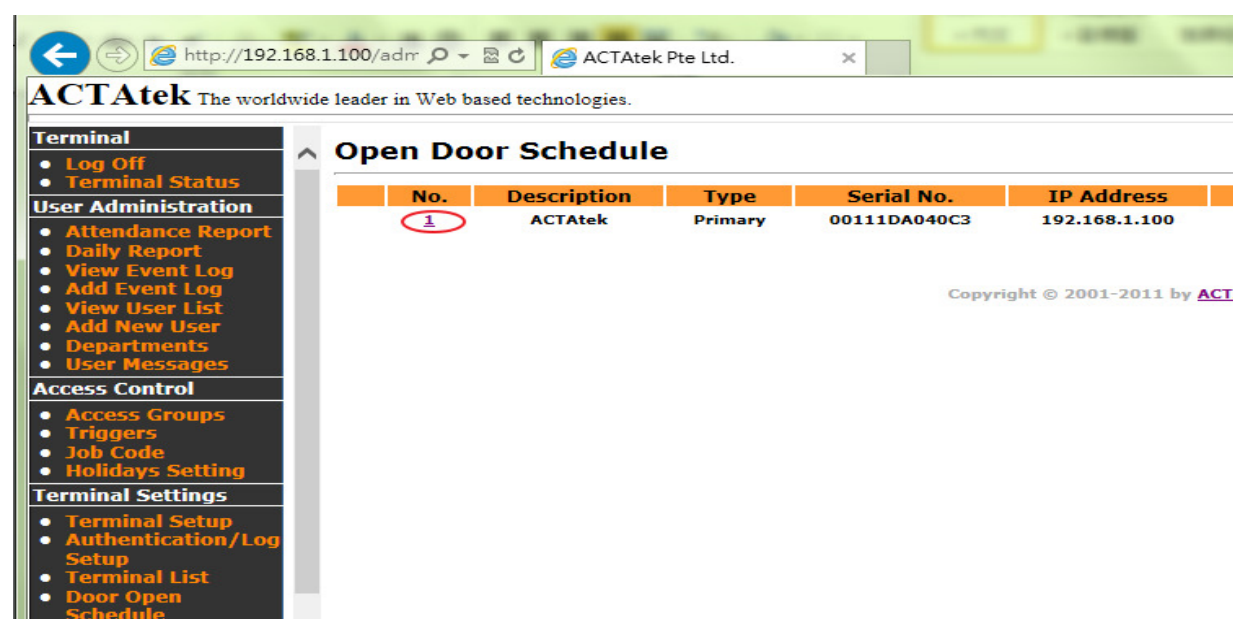 http://192.168.1.100/adm
ACTAtek Pte Ltd.
ACTAtek The worldwide leader in Web based technologies.
Terminal
Log Off
Terminal Status
User Administration
Attendance Report
Daily Report
View Event Log
Add Event Log
View User List
Add New User
Departments
User Messages
Access Control
Access Groups
Triggers
Job Code
Holidays Setting
Terminal Settings
Terminal Setup
Authentication/Log
Setup
Terminal List
Door Open
Schedule
Open Door Schedule
No. Description Type Serial No. IP Address
1 ACTAtek Primary 00111DA040C3 192.168.1.100
Copyright © 2001-2011 by ACT